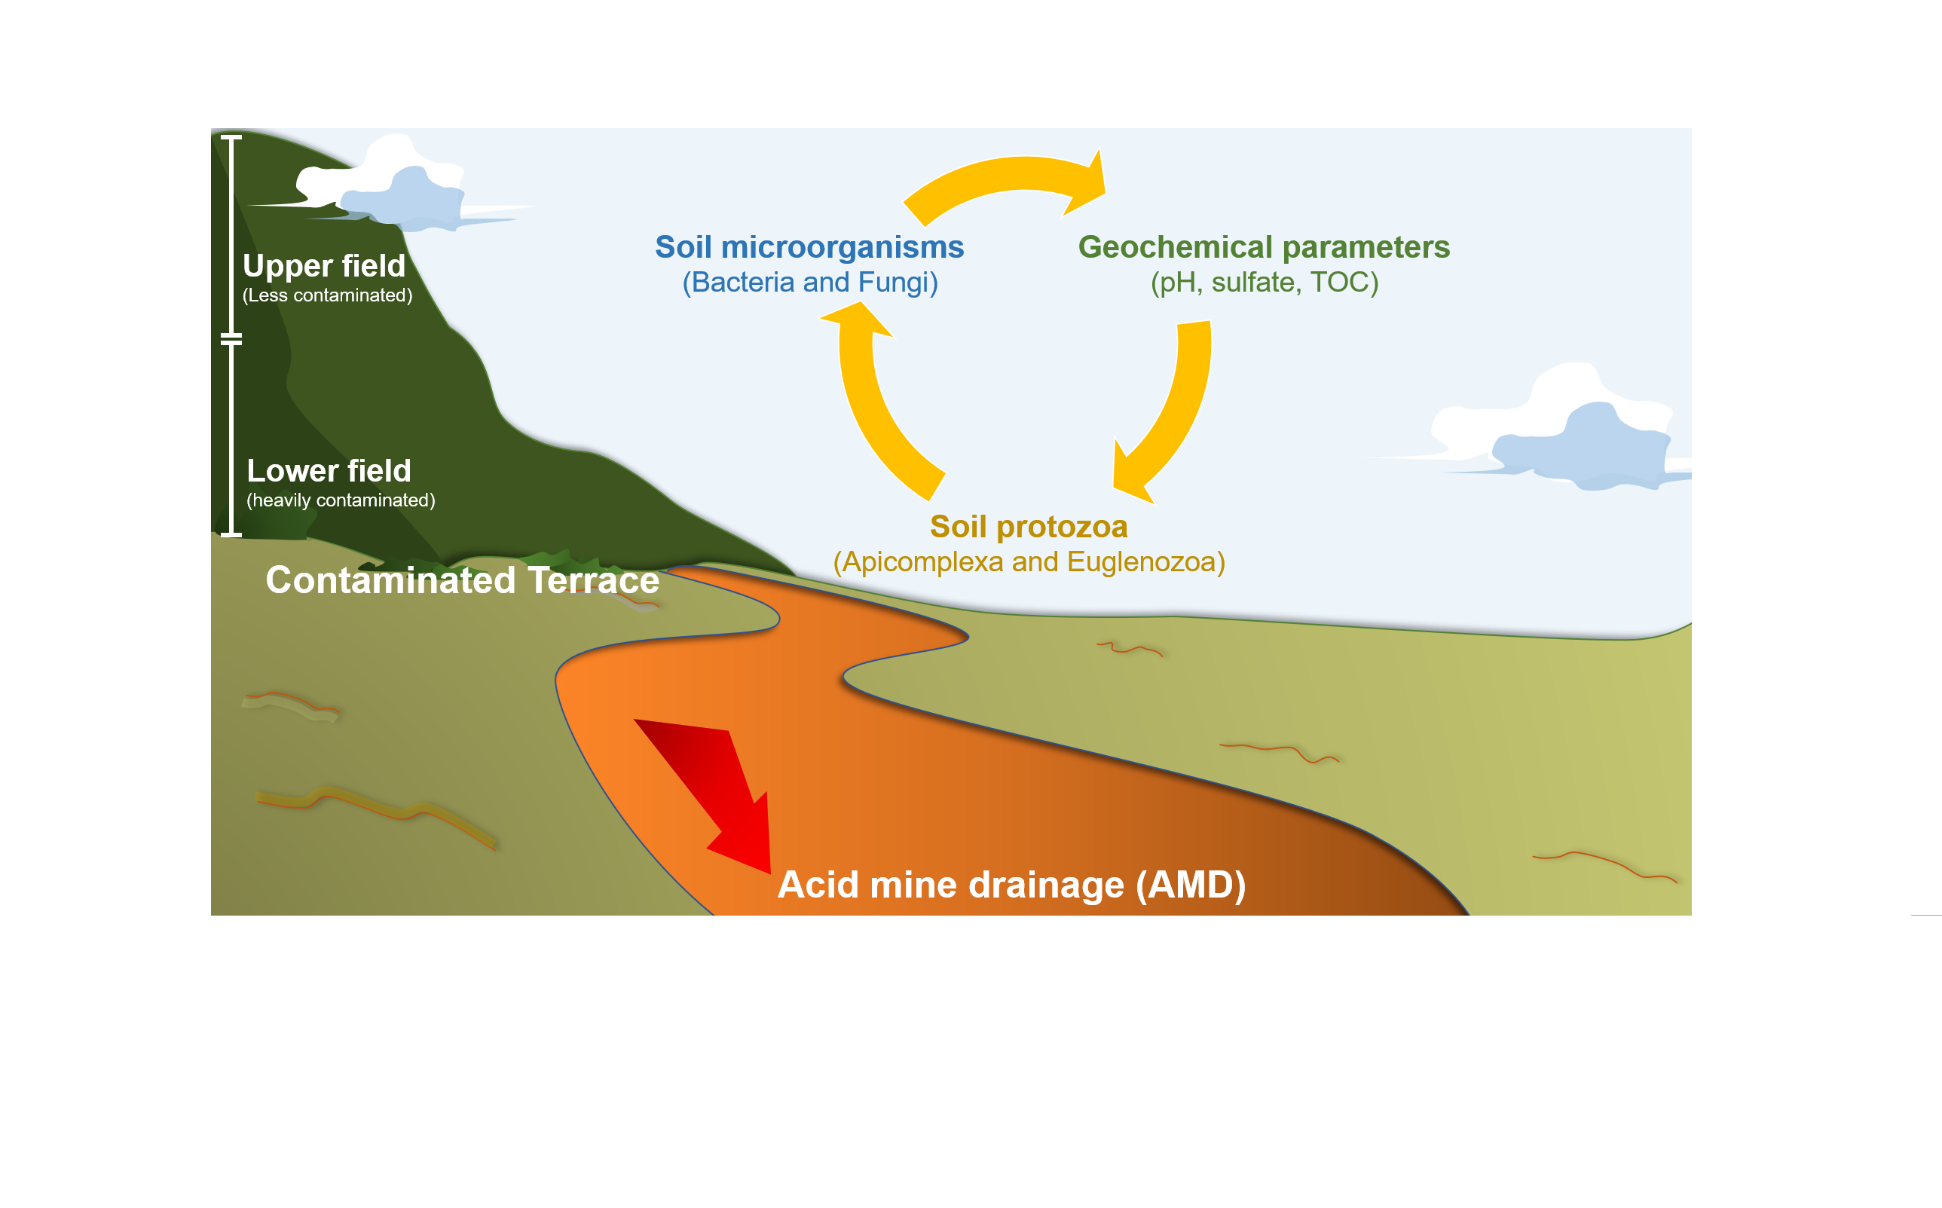 Upper field
(Less contaminated)
Lower field
(heavily contaminated)
Contaminated Terrace
Soil microorganisms
(Bacteria and Fungi)
Geochemical parameters
(pH, sulfate, TOC)
Soil protozoa
(Apicomplexa and Euglenozoa)
Acid mine drainage (AMD)